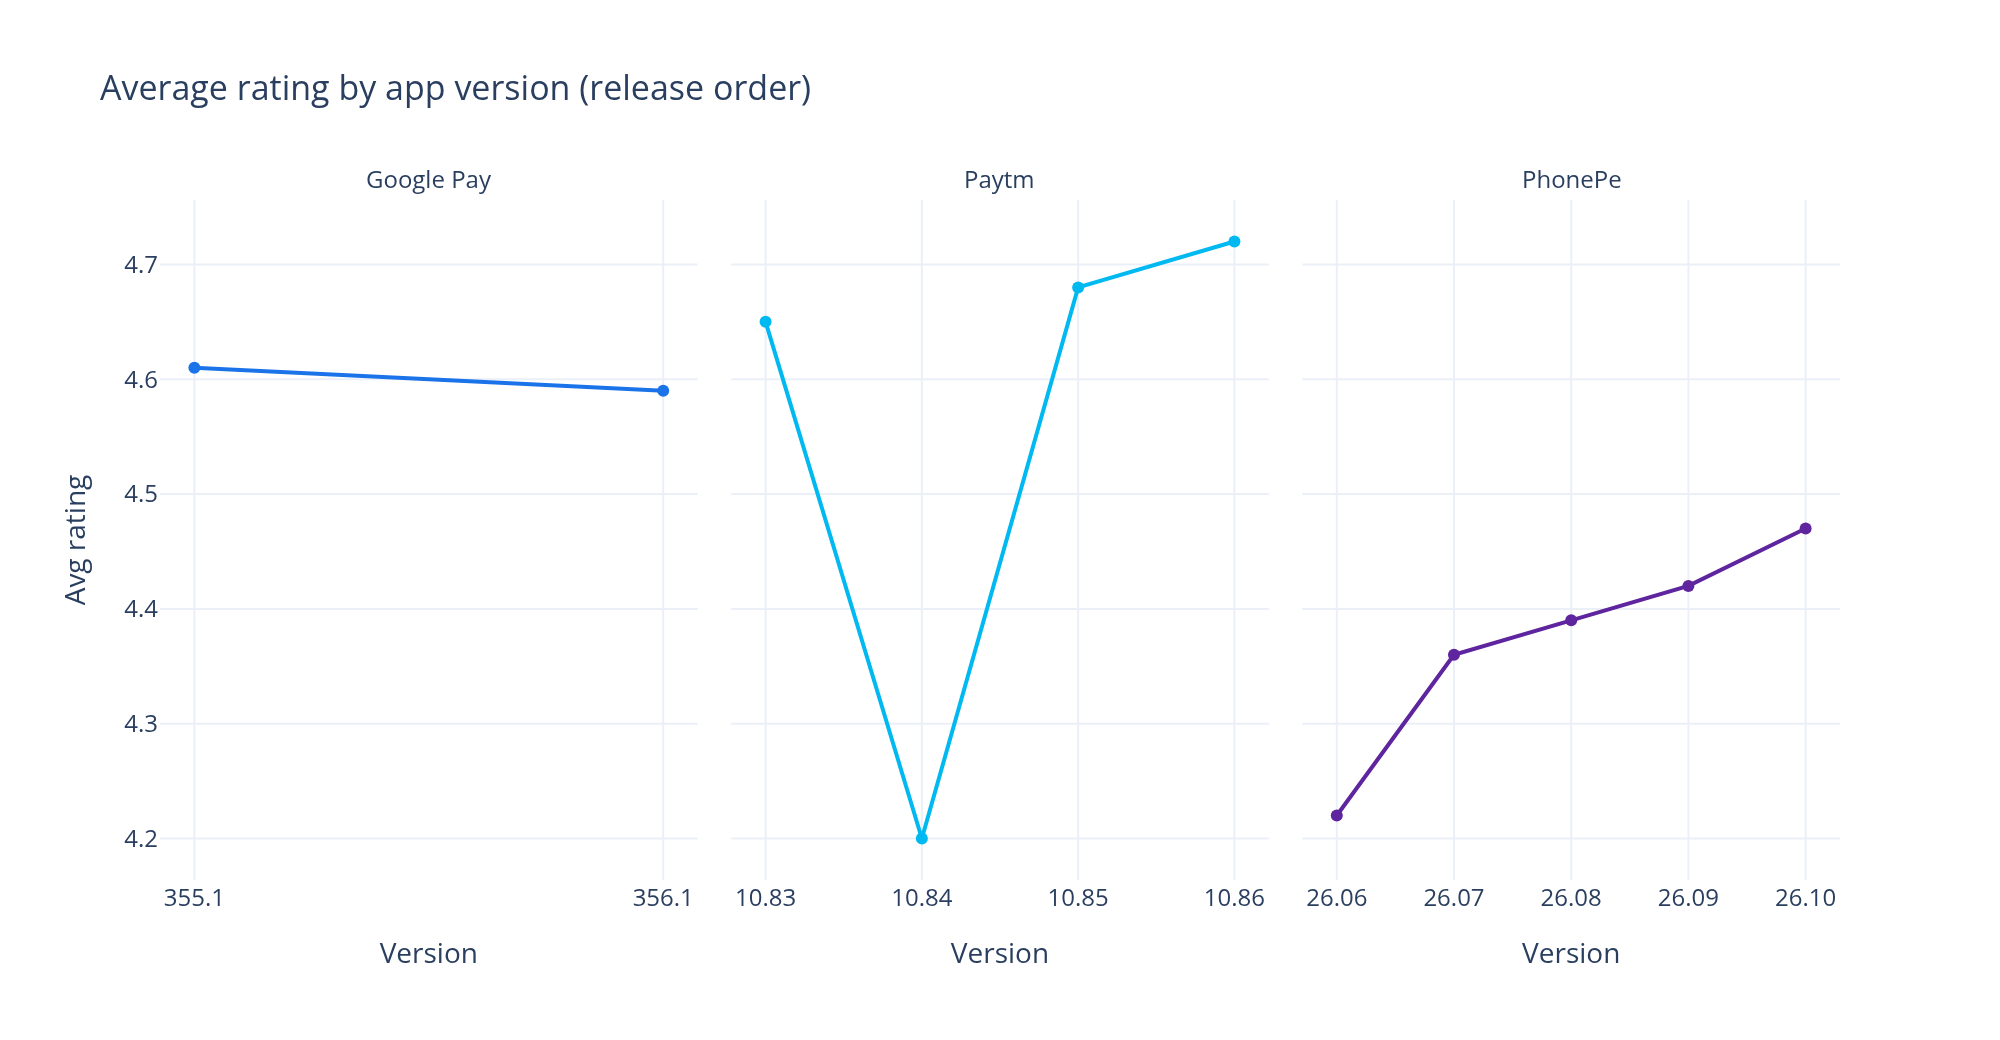 Average rating by app version (release order)
Google Pay
Paytm
PhonePe
Avg rating
4.7
4.6
4.5
4.4
4.3
4.2
355.1
356.1
10.83
10.84
10.85
10.86
26.06
26.07
26.08
26.09
26.10
Version
Version
Version